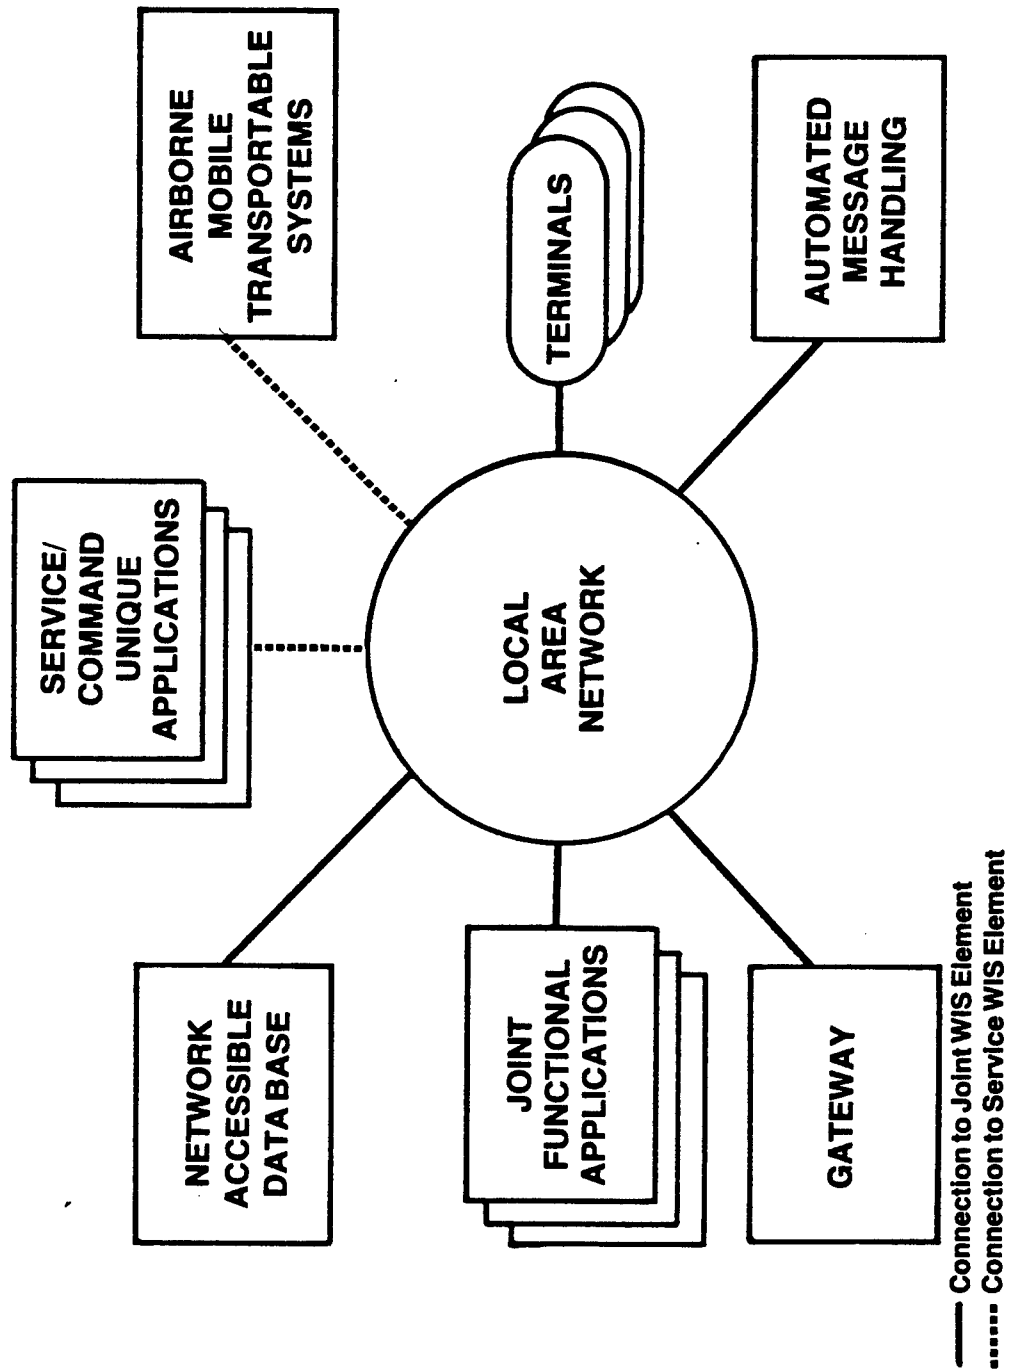 NETWORK
ACCESSIBLE
DATA BASE
SERVICE/
COMMAND
UNIQUE
APPLICATIONS
AIRBORNE
MOBILE
TRANSPORTABLE
SYSTEMS
JOINT
FUNCTIONAL
APPLICATIONS
LOCAL
AREA
NETWORK
TERMINALS
GATEWAY
AUTOMATED
MESSAGE
HANDLING
Connection to Joint WIS Element
Connection to Service WIS Element